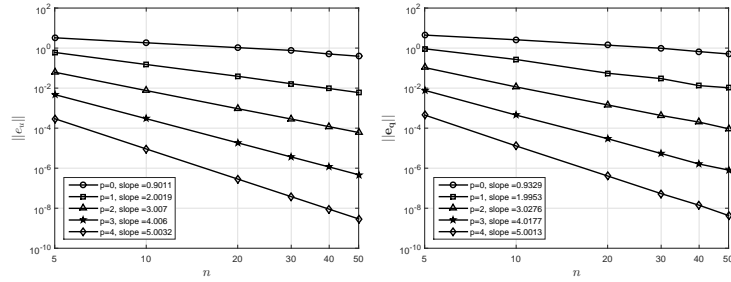 10^2
10^0
10^-2
10^-4
10^-6
10^-8
10^-10
||e_u||
p=0, slope =0.9011
p=1, slope =2.0019
p=2, slope =3.007
p=3, slope =4.006
p=4, slope =5.0032
5 10 20 30 40 50
n
10^2
10^0
10^-2
10^-4
10^-6
10^-8
10^-10
||e_q||
p=0, slope =0.9329
p=1, slope =1.9953
p=2, slope =3.0276
p=3, slope =4.0177
p=4, slope =5.0013
5 10 20 30 40 50
n